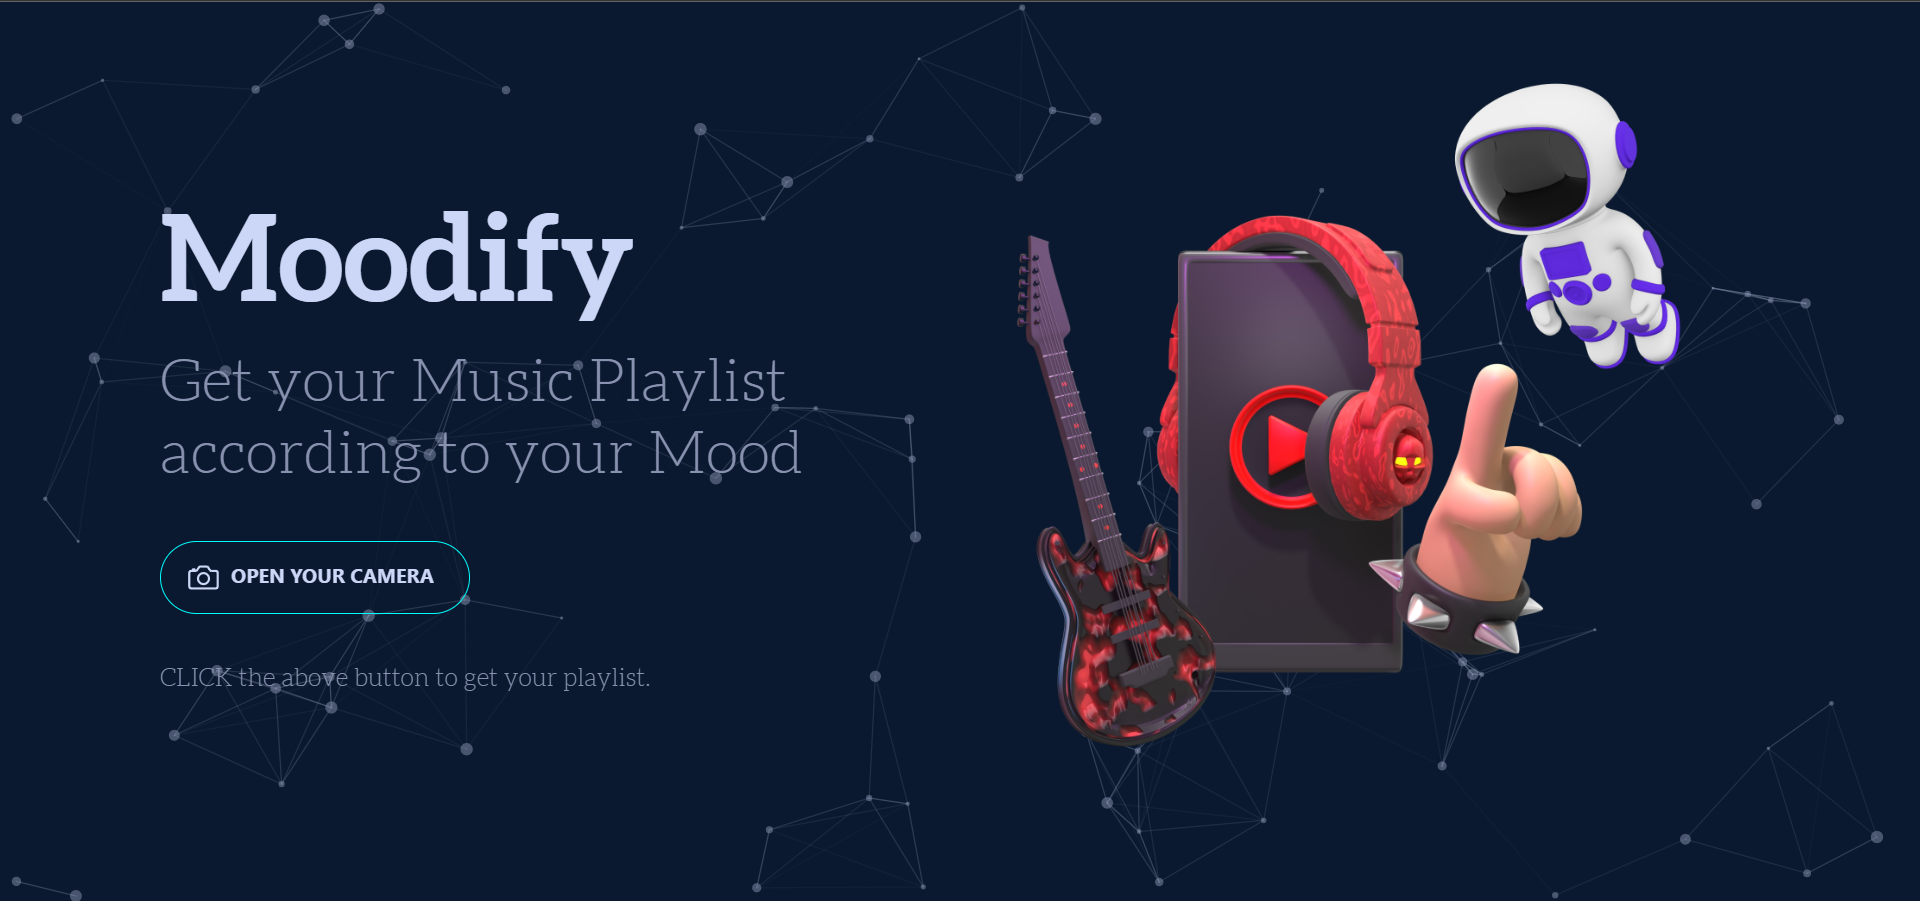 Moodify
Get your Music Playlist
according to your Mood
OPEN YOUR CAMERA
CLICK the above button to get your playlist.